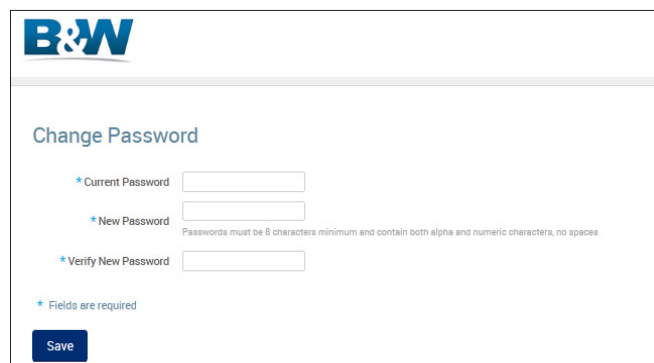 B&W
Change Password
* Current Password
* New Password
Passwords must be 8 characters minimum and contain both alpha and numeric characters, no spaces
* Verify New Password
* Fields are required
Save